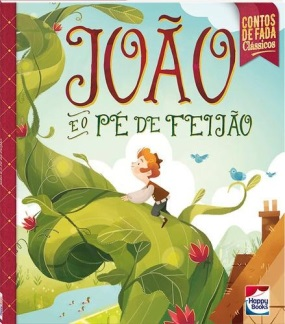 CONTOS
DE FADA
Clássicos
JOÃO
E O PÉ DE FEIJÃO
Happy
Books